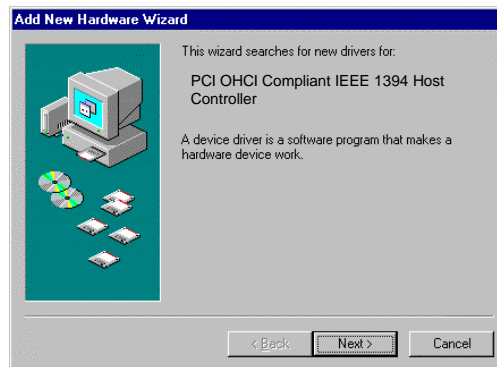 Add New Hardware Wizard
This wizard searches for new drivers for:
PCI OHCI Compliant IEEE 1394 Host
Controller
A device driver is a software program that makes a
hardware device work.
< Back
Next >
Cancel